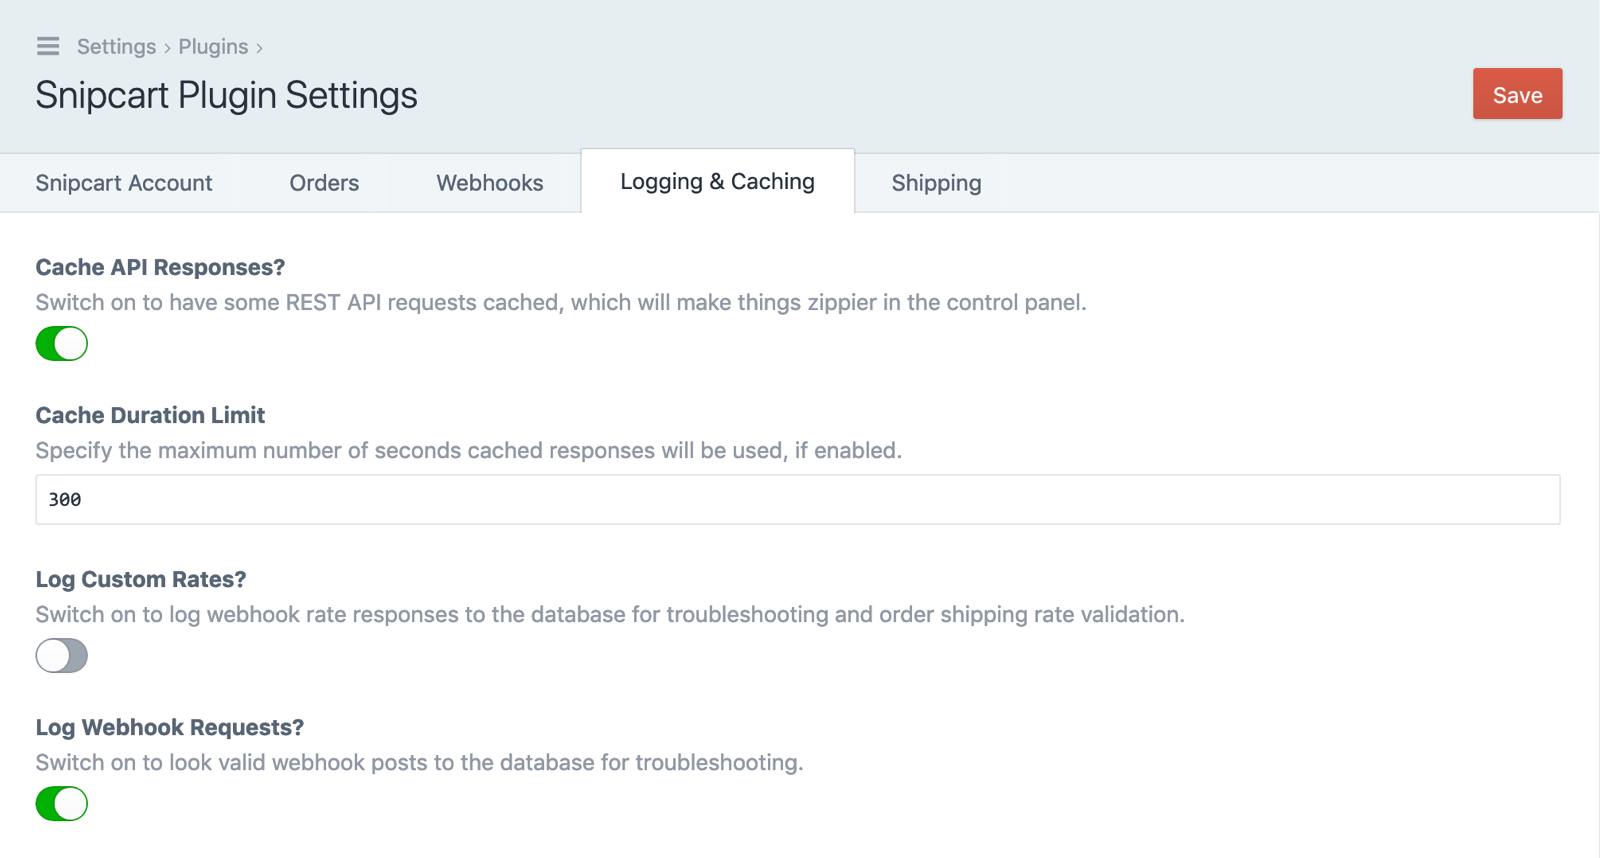 Settings › Plugins ›
Snipcart Plugin Settings
Save
Snipcart Account Orders Webhooks Logging & Caching Shipping
Cache API Responses?
Switch on to have some REST API requests cached, which will make things zippier in the control panel.
Cache Duration Limit
Specify the maximum number of seconds cached responses will be used, if enabled.
300
Log Custom Rates?
Switch on to log webhook rate responses to the database for troubleshooting and order shipping rate validation.
Log Webhook Requests?
Switch on to look valid webhook posts to the database for troubleshooting.